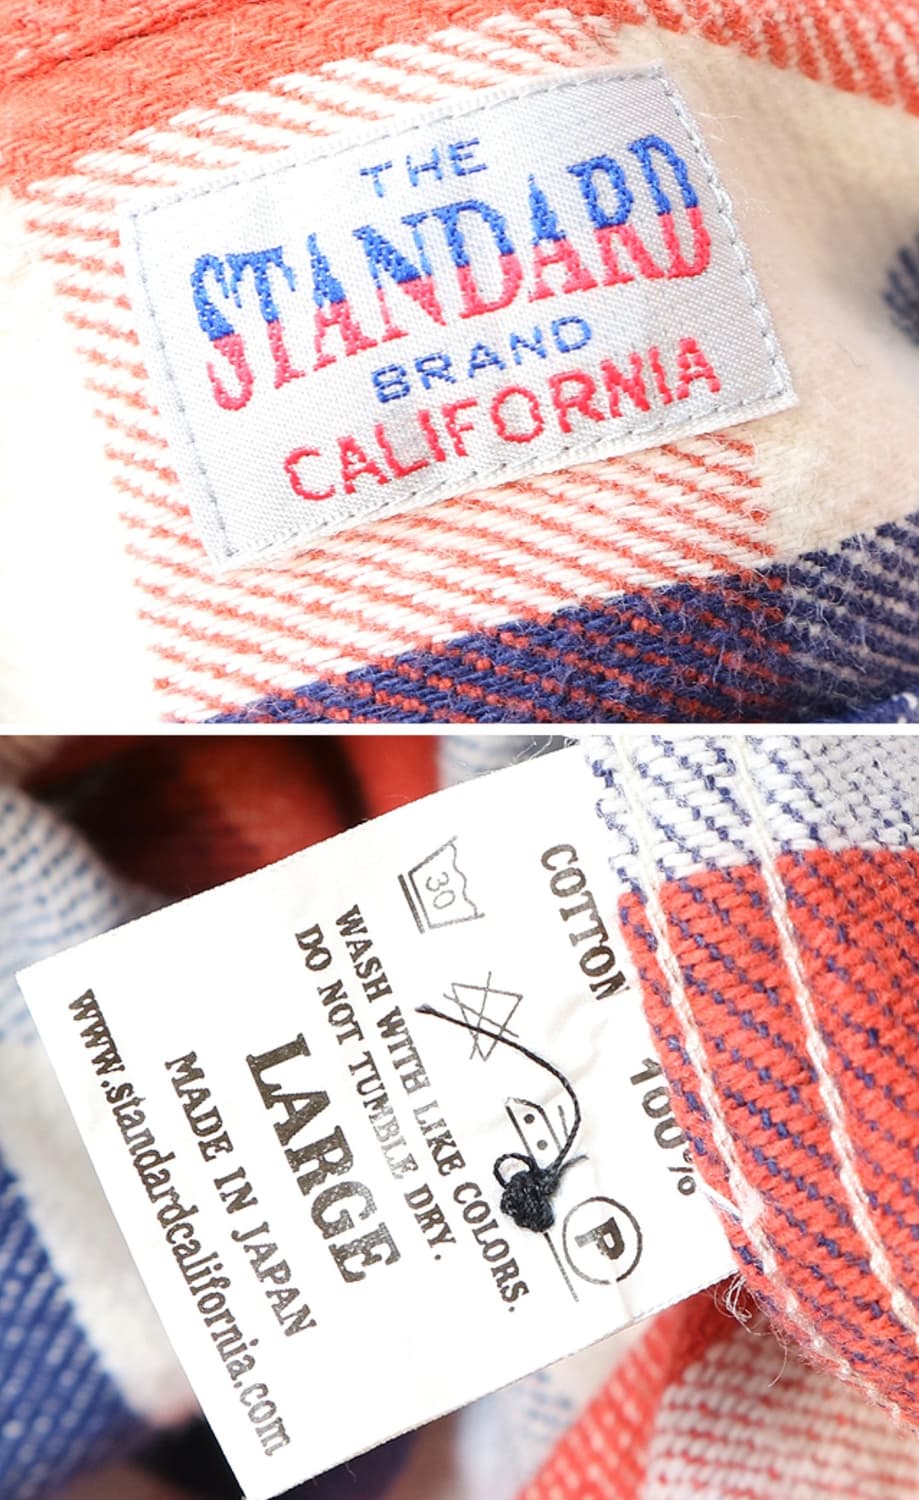 THE
STANDARD
BRAND
CALIFORNIA
COTTON 100%
30
P
WASH WITH LIKE COLORS.
DO NOT TUMBLE DRY.
LARGE
MADE IN JAPAN
www.standardcalifornia.com